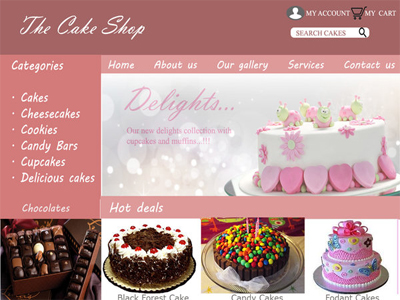 The Cake Shop
MY ACCOUNT
MY CART
SEARCH CAKES
Categories
Home
About us
Our gallery
Services
Contact us
• Cakes
• Cheesecakes
• Cookies
• Candy Bars
• Cupcakes
• Delicious cakes
Delights...
Our new delights collection with
cupcakes and muffins...!!!
Chocolates
Hot deals
Black Forest Cake
Candy Cakes
Fodant Cakes